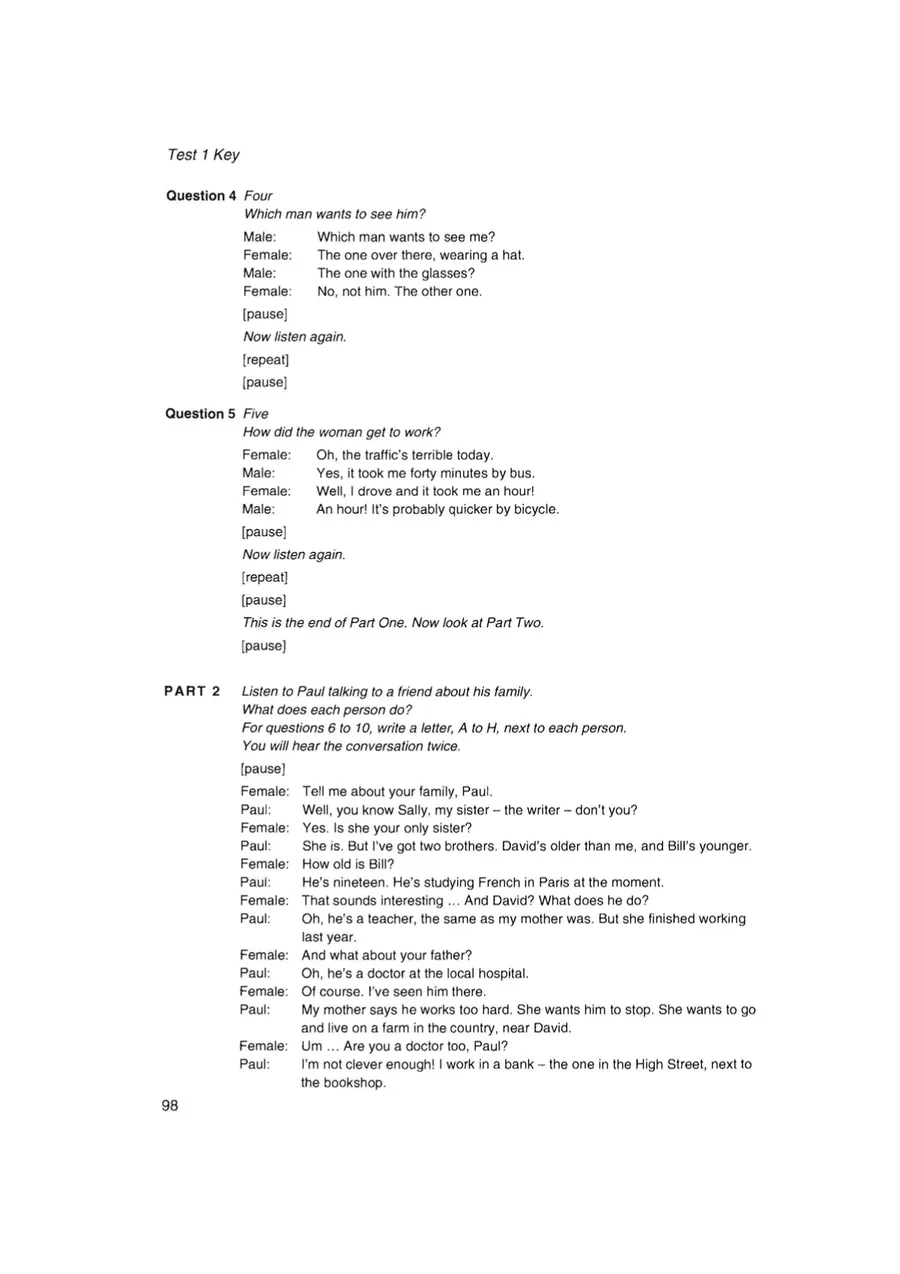 Test 1 Key
Question 4 Four
Which man wants to see him?
Male: Which man wants to see me?
Female: The one over there, wearing a hat.
Male: The one with the glasses?
Female: No, not him. The other one.
[pause]
Now listen again.
[repeat]
[pause]
Question 5 Five
How did the woman get to work?
Female: Oh, the traffic's terrible today.
Male: Yes, it took me forty minutes by bus.
Female: Well, I drove and it took me an hour!
Male: An hour! It's probably quicker by bicycle.
[pause]
Now listen again.
[repeat]
[pause]
This is the end of Part One. Now look at Part Two.
[pause]
PART 2 Listen to Paul talking to a friend about his family.
What does each person do?
For questions 6 to 10, write a letter, A to H, next to each person.
You will hear the conversation twice.
[pause]
Female: Tell me about your family, Paul.
Paul: Well, you know Sally, my sister – the writer – don't you?
Female: Yes. Is she your only sister?
Paul: She is. But I've got two brothers. David's older than me, and Bill's younger.
Female: How old is Bill?
Paul: He's nineteen. He's studying French in Paris at the moment.
Female: That sounds interesting … And David? What does he do?
Paul: Oh, he's a teacher, the same as my mother was. But she finished working
last year.
Female: And what about your father?
Paul: Oh, he's a doctor at the local hospital.
Female: Of course. I've seen him there.
Paul: My mother says he works too hard. She wants him to stop. She wants to go
and live on a farm in the country, near David.
Female: Um … Are you a doctor too, Paul?
Paul: I'm not clever enough! I work in a bank – the one in the High Street, next to
the bookshop.
98